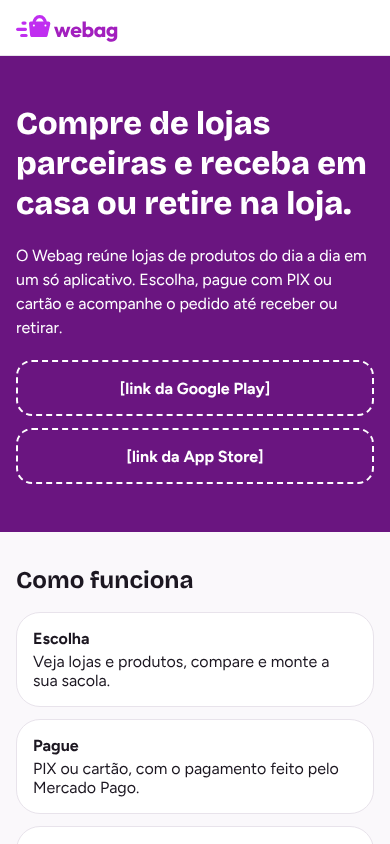 webag
Compre de lojas
parceiras e receba em
casa ou retire na loja.
O Webag reúne lojas de produtos do dia a dia em
um só aplicativo. Escolha, pague com PIX ou
cartão e acompanhe o pedido até receber ou
retirar.
[link da Google Play]
[link da App Store]
Como funciona
Escolha
Veja lojas e produtos, compare e monte a
sua sacola.
Pague
PIX ou cartão, com o pagamento feito pelo
Mercado Pago.